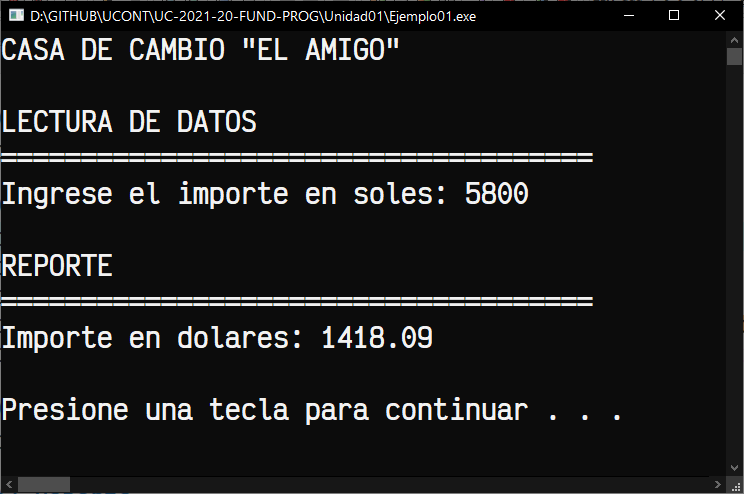 D:\GITHUB\UCONT\UC-2021-20-FUND-PROG\Unidad01\Ejemplo01.exe
CASA DE CAMBIO "EL AMIGO"
LECTURA DE DATOS
=====================================
Ingrese el importe en soles: 5800
REPORTE
=====================================
Importe en dolares: 1418.09
Presione una tecla para continuar . . .